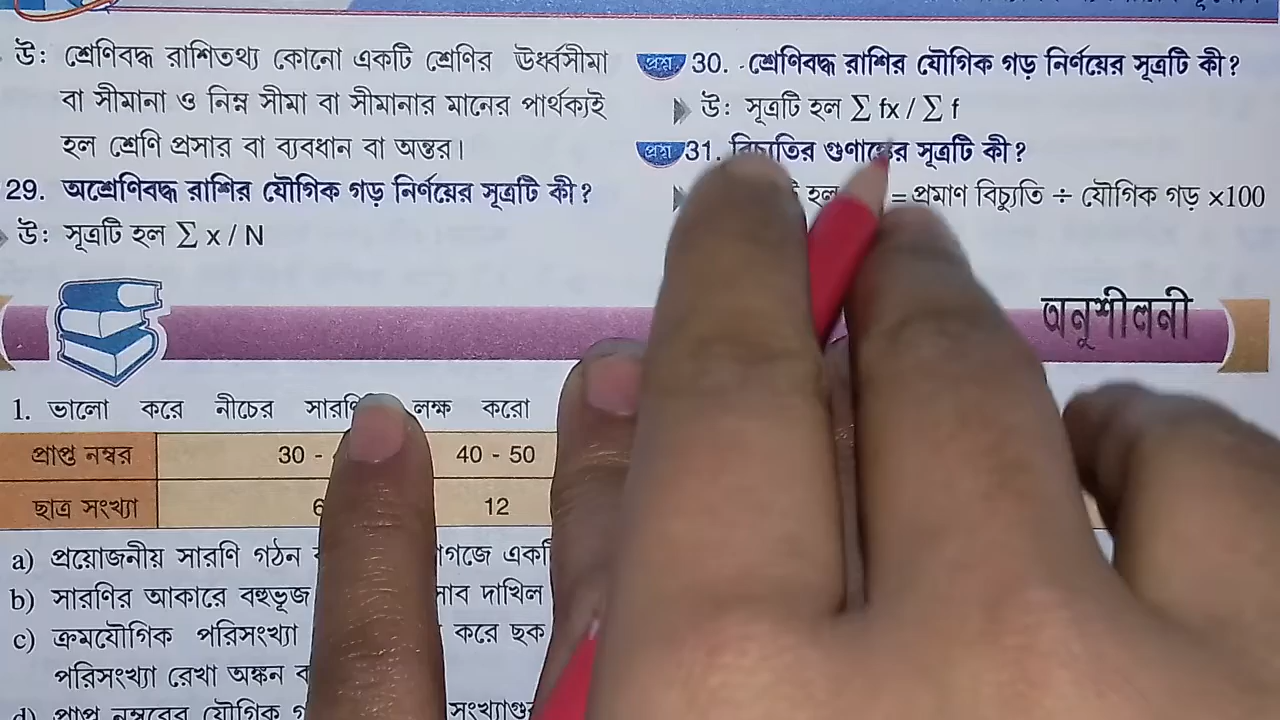 উঃ শ্রেণিবদ্ধ রাশিতথ্য কোনো একটি শ্রেণির ঊর্ধ্বসীমা
বা সীমানা ও নিম্ন সীমা বা সীমানার মানের পার্থক্যই
হল শ্রেণি প্রসার বা ব্যবধান বা অন্তর।
29. অশ্রেণিবদ্ধ রাশির যৌগিক গড় নির্ণয়ের সূত্রটি কী?
উঃ সূত্রটি হল ∑ x / N
প্রশ্ন 30. শ্রেণিবদ্ধ রাশির যৌগিক গড় নির্ণয়ের সূত্রটি কী?
উঃ সূত্রটি হল ∑ fx / ∑ f
প্রশ্ন 31. বিচ্যুতির গুণাঙ্কের সূত্রটি কী?
হল = প্রমাণ বিচ্যুতি ÷ যৌগিক গড় ×100
অনুশীলনী
1. ভালো করে নীচের লক্ষ করো
প্রাপ্ত নম্বর 30 - 40 - 50
ছাত্র সংখ্যা 6 12
a) প্রয়োজনীয় সারণি গঠন
b) সারণির আকারে বহুভূজ দাখিল
c) ক্রমযৌগিক পরিসংখ্যা করে ছক
পরিসংখ্যা রেখা অঙ্কন
d) প্রাপ্ত নম্বরের যৌগিক